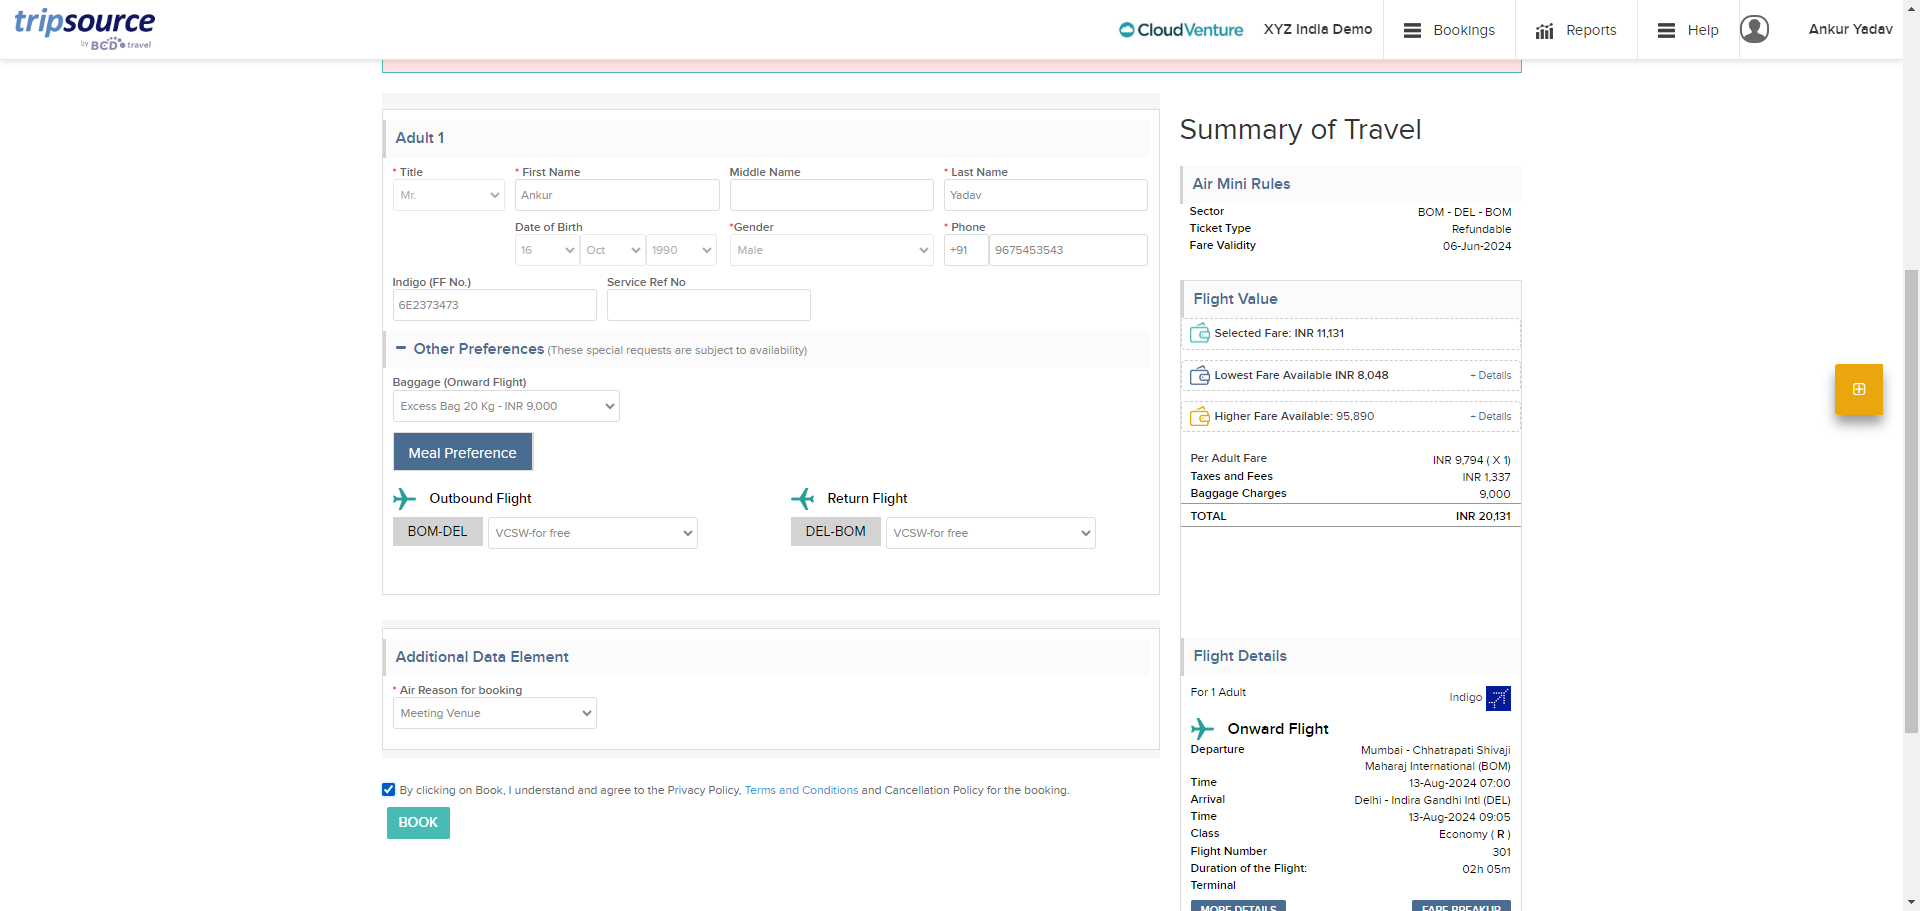 tripsource
by BCD travel
CloudVenture
XYZ India Demo
Bookings
Reports
Help
Ankur Yadav
Adult 1
* Title
* First Name
Middle Name
* Last Name
Mr.
Ankur
Yadav
Date of Birth
*Gender
* Phone
16
Oct
1990
Male
+91
9675453543
Indigo (FF No.)
Service Ref No
6E2373473
Other Preferences (These special requests are subject to availability)
Baggage (Onward Flight)
Excess Bag 20 Kg - INR 9,000
Meal Preference
Outbound Flight
Return Flight
BOM-DEL
VCSW-for free
DEL-BOM
VCSW-for free
Additional Data Element
* Air Reason for booking
Meeting Venue
By clicking on Book, I understand and agree to the Privacy Policy, Terms and Conditions and Cancellation Policy for the booking.
BOOK
Summary of Travel
Air Mini Rules
Sector BOM - DEL - BOM
Ticket Type Refundable
Fare Validity 06-Jun-2024
Flight Value
Selected Fare: INR 11,131
Lowest Fare Available INR 8,048 + Details
Higher Fare Available: 95,890 + Details
Per Adult Fare INR 9,794 ( X 1)
Taxes and Fees INR 1,337
Baggage Charges 9,000
TOTAL INR 20,131
Flight Details
For 1 Adult Indigo
Onward Flight
Departure Mumbai - Chhatrapati Shivaji
Maharaj International (BOM)
Time 13-Aug-2024 07:00
Arrival Delhi - Indira Gandhi Intl (DEL)
Time 13-Aug-2024 09:05
Class Economy ( R )
Flight Number 301
Duration of the Flight: 02h 05m
Terminal
MORE DETAILS FARE BREAKUP